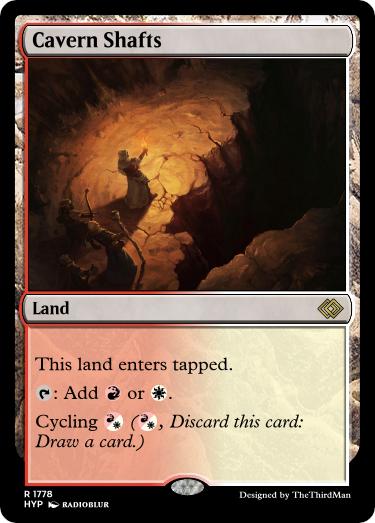 Cavern Shafts
Land
This land enters tapped.
: Add or .
Cycling ( , Discard this card:
Draw a card.)
R 1778
HYP RADIOBLUR
Designed by TheThirdMan